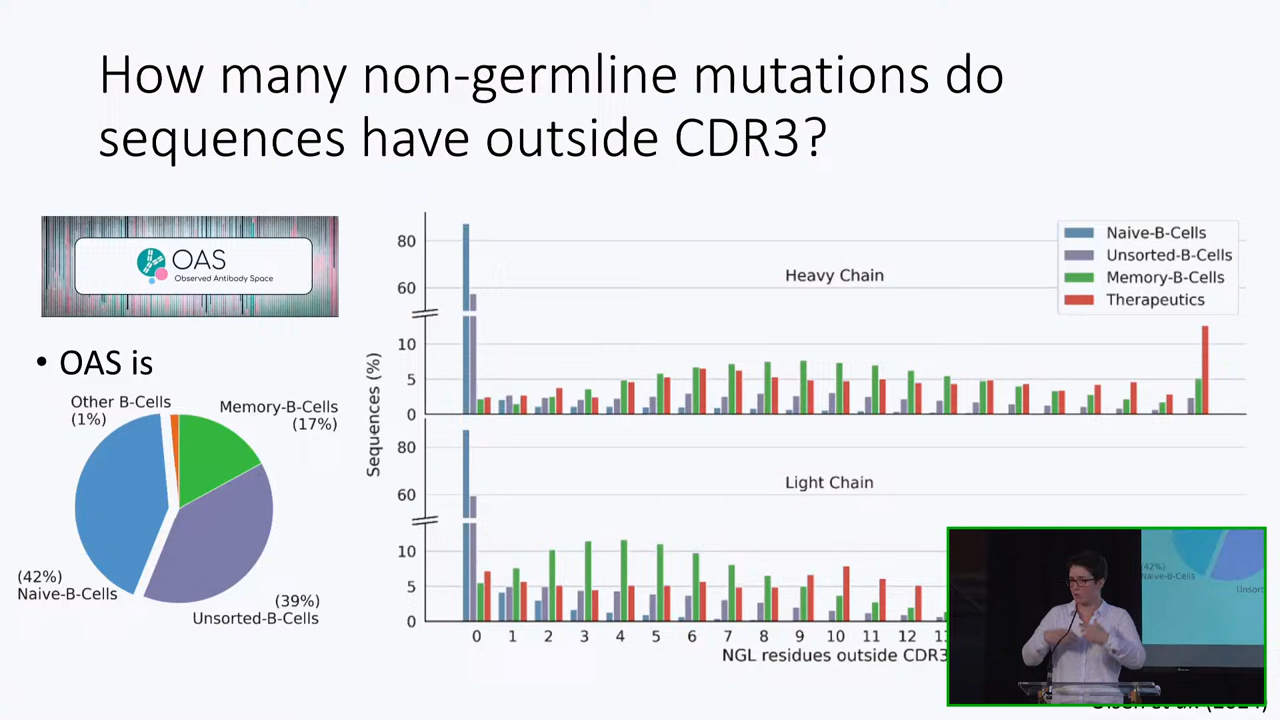 How many non-germline mutations do
sequences have outside CDR3?
OAS
Observed Antibody Space
• OAS is
Other B-Cells
(1%)
Memory-B-Cells
(17%)
(42%)
Naive-B-Cells
(39%)
Unsorted-B-Cells
Sequences (%)
80
60
10
5
0
Heavy Chain
Naive-B-Cells
Unsorted-B-Cells
Memory-B-Cells
Therapeutics
80
60
10
5
0
Light Chain
0 1 2 3 4 5 6 7 8 9 10 11 12
NGL residues outside CDR3
(42%)
Naive-B-Cells